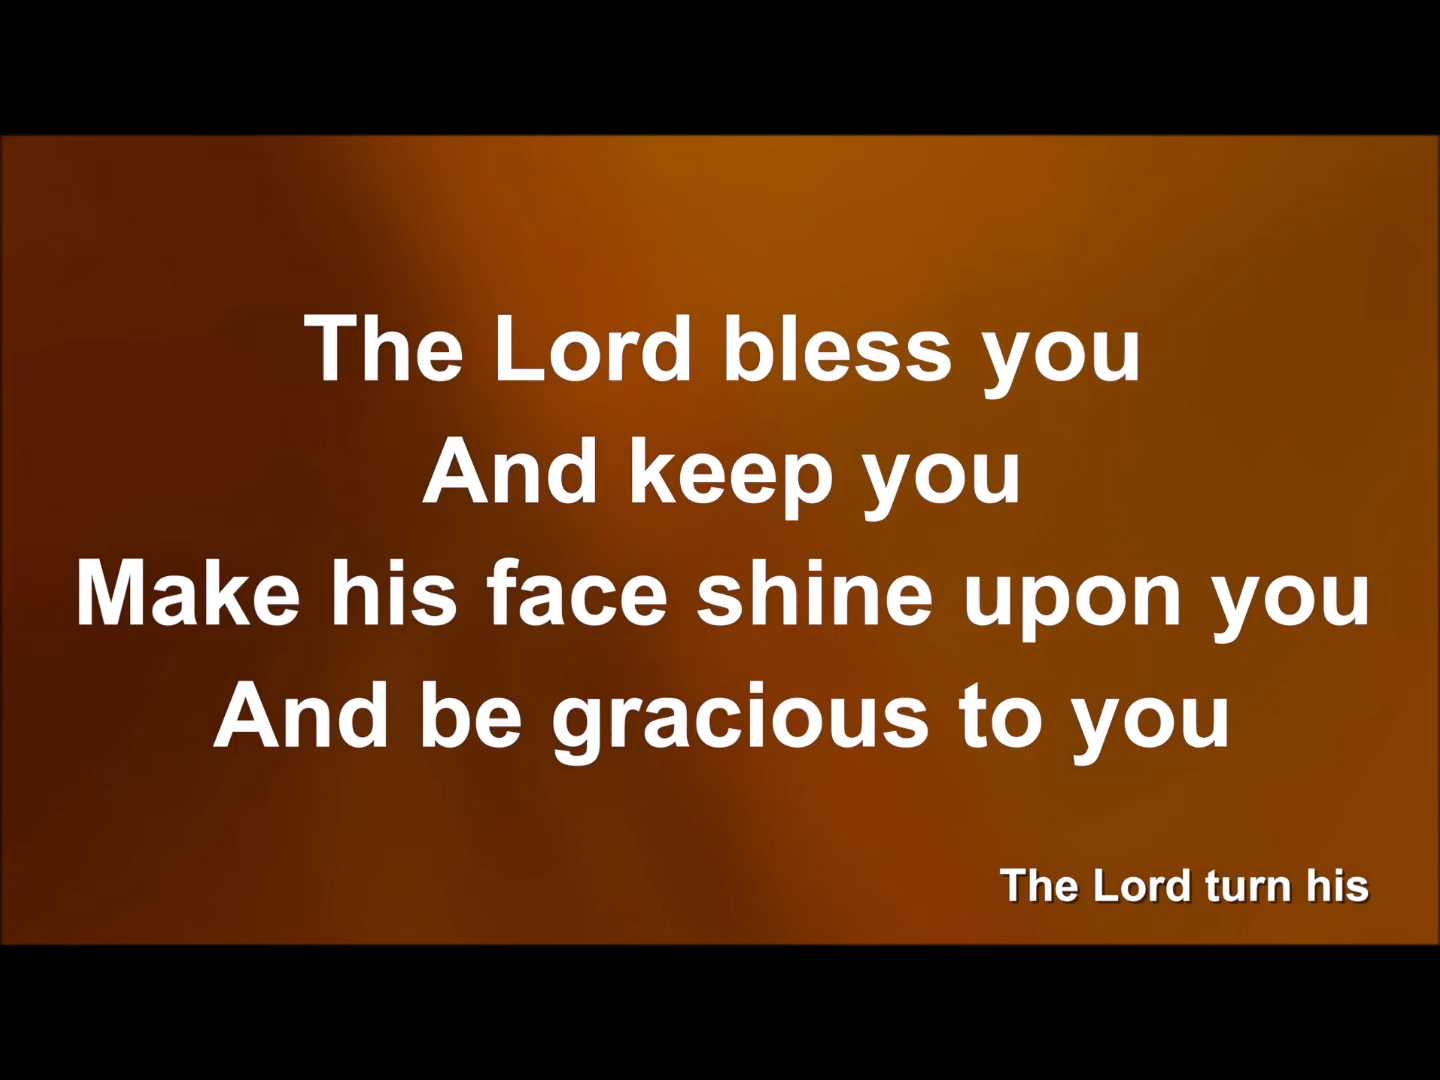 The Lord bless you
And keep you
Make his face shine upon you
And be gracious to you
The Lord turn his